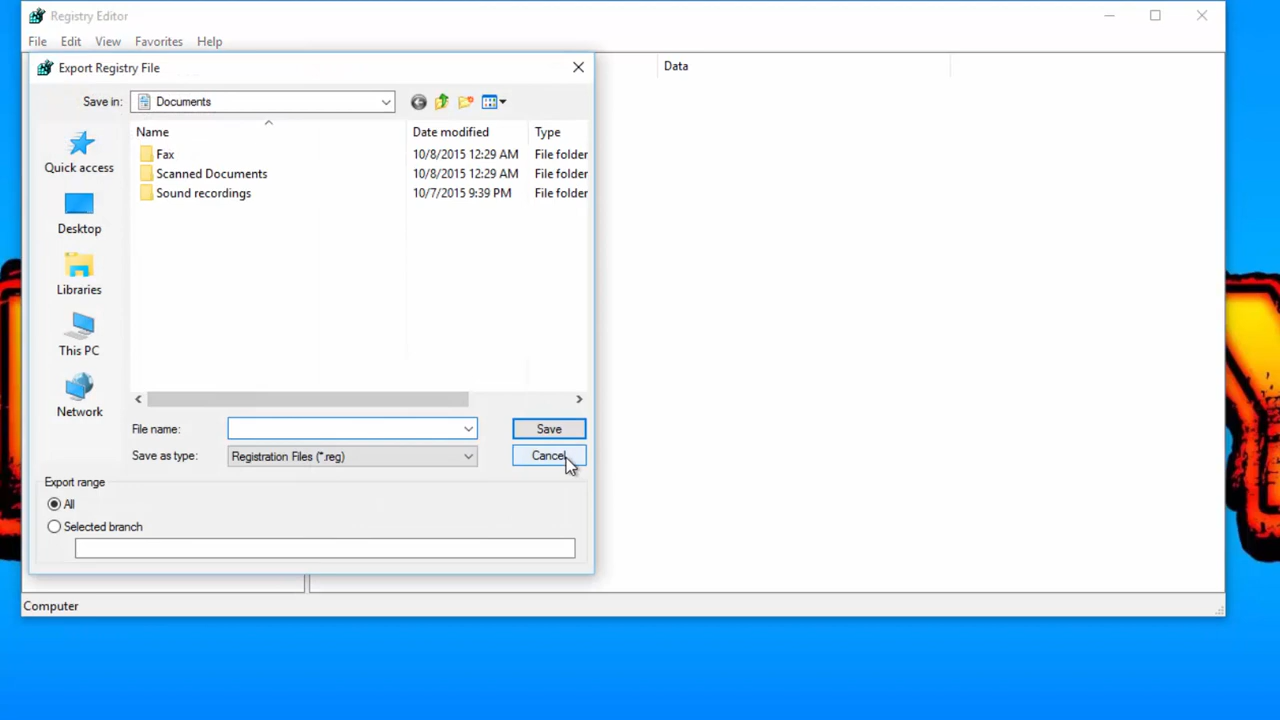 Registry Editor
File Edit View Favorites Help
Export Registry File
Data
Save in: Documents
Name Date modified Type
Fax 10/8/2015 12:29 AM File folder
Scanned Documents 10/8/2015 12:29 AM File folder
Sound recordings 10/7/2015 9:39 PM File folder
Quick access
Desktop
Libraries
This PC
Network
File name: Save
Save as type: Registration Files (*.reg) Cancel
Export range
All
Selected branch
Computer